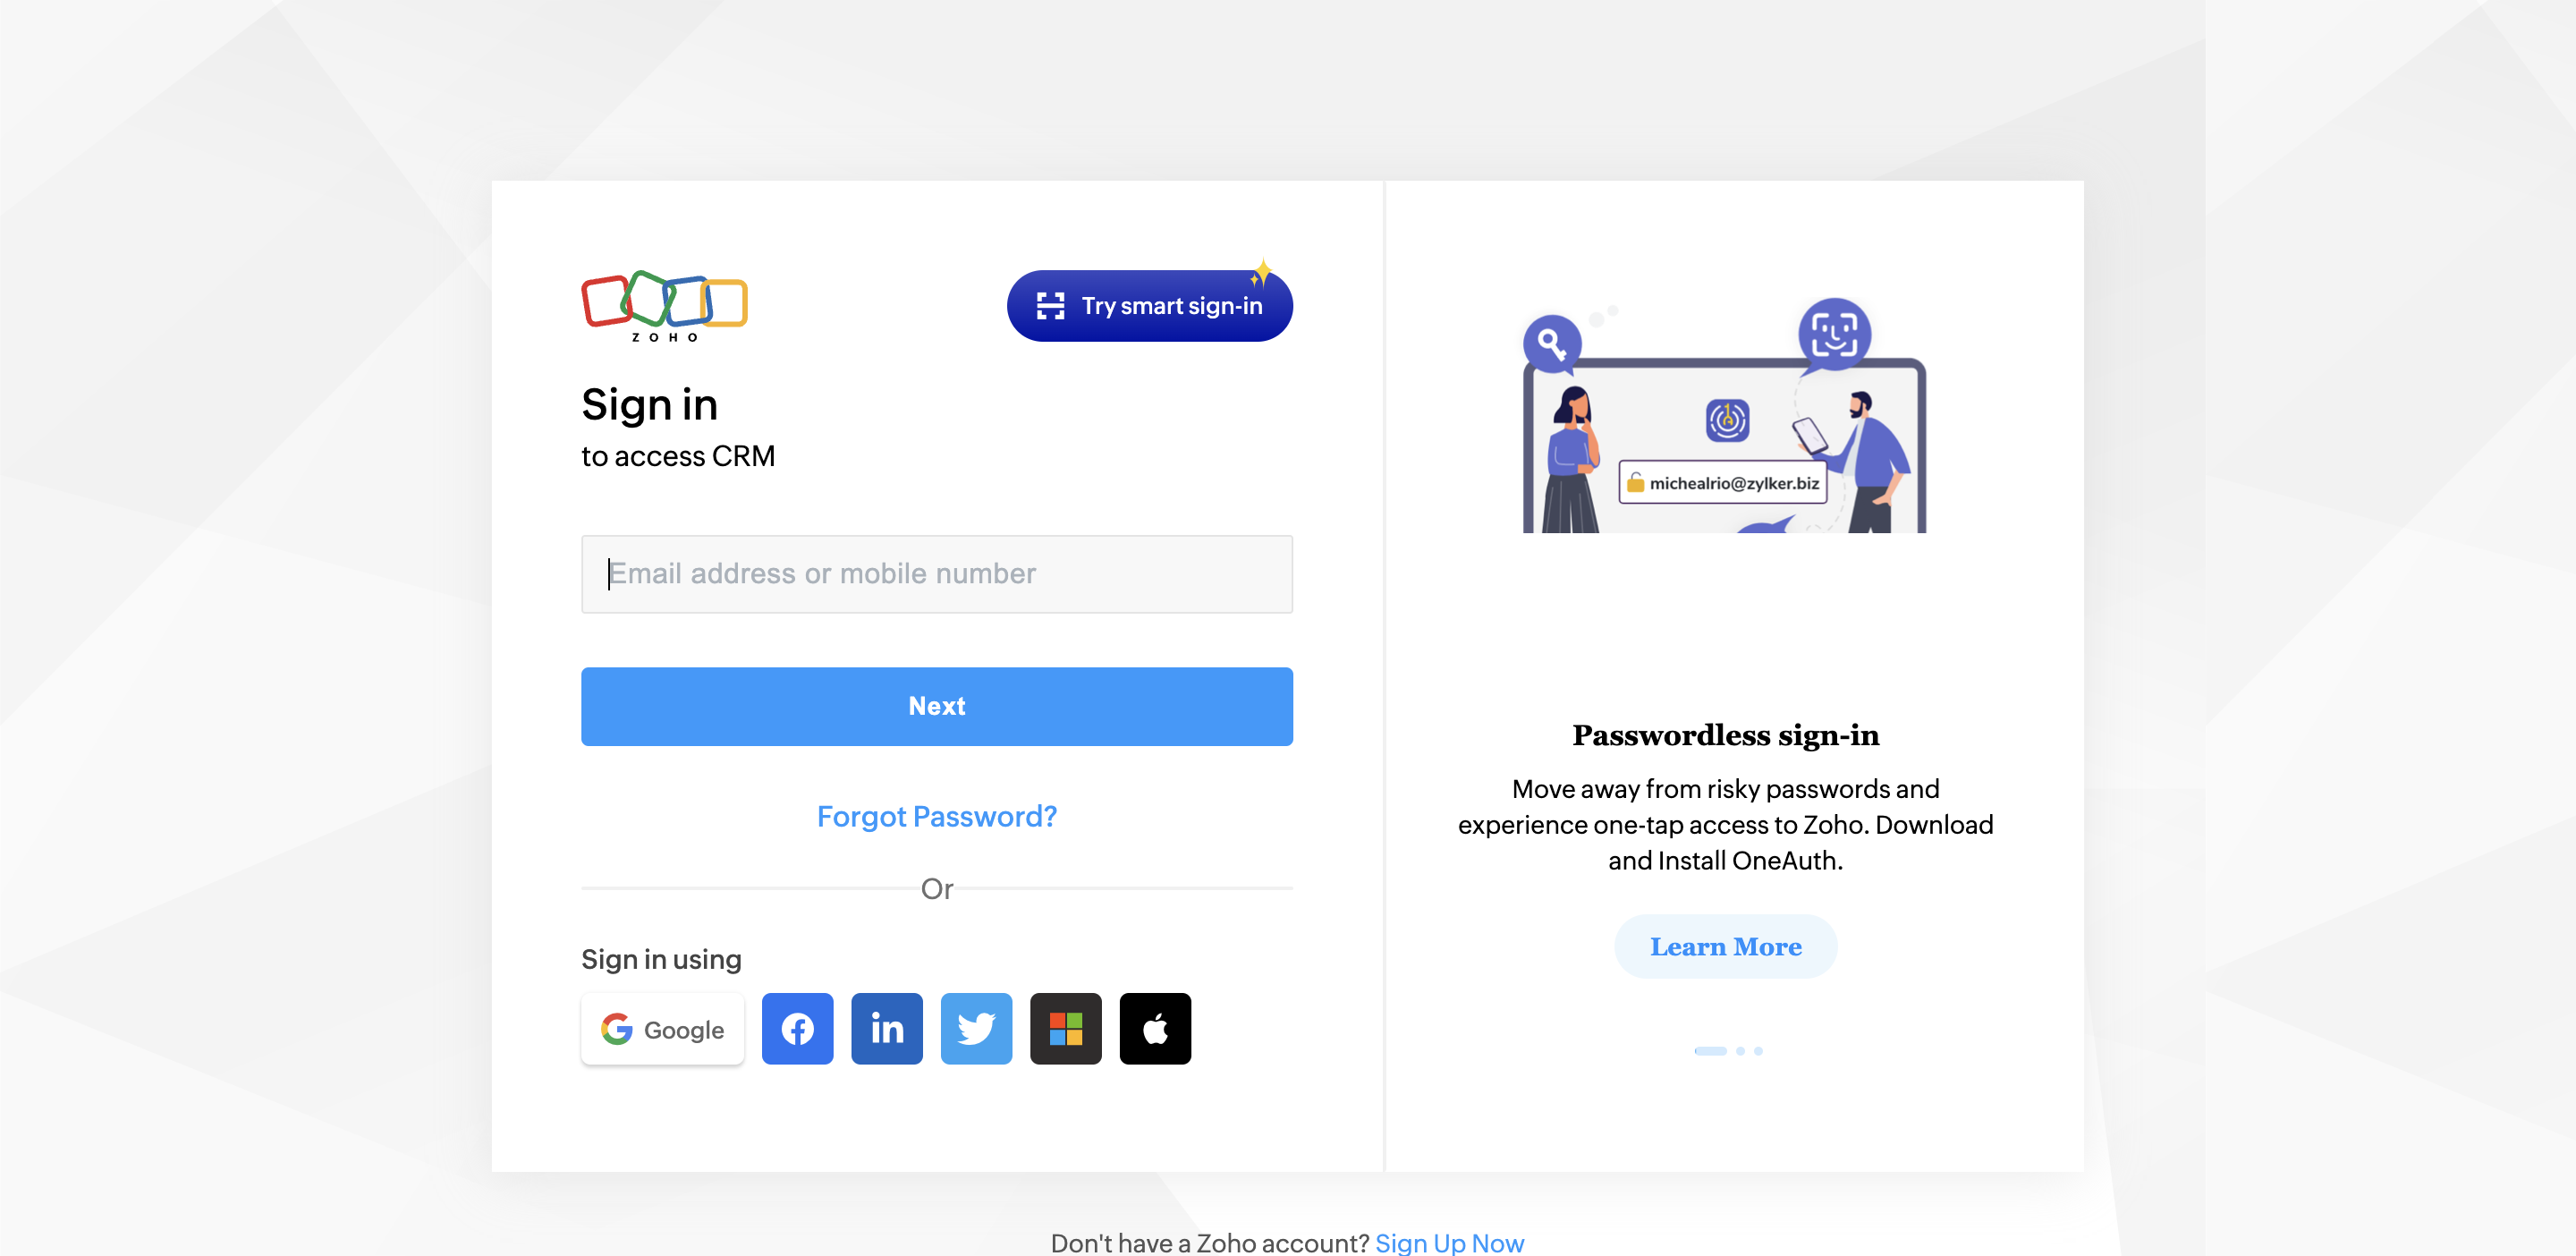 ZOHO
Try smart sign-in
Sign in
to access CRM
Email address or mobile number
Next
Forgot Password?
Or
Sign in using
Google
in
michealrio@zylker.biz
Passwordless sign-in
Move away from risky passwords and
experience one-tap access to Zoho. Download
and Install OneAuth.
Learn More
Don't have a Zoho account? Sign Up Now